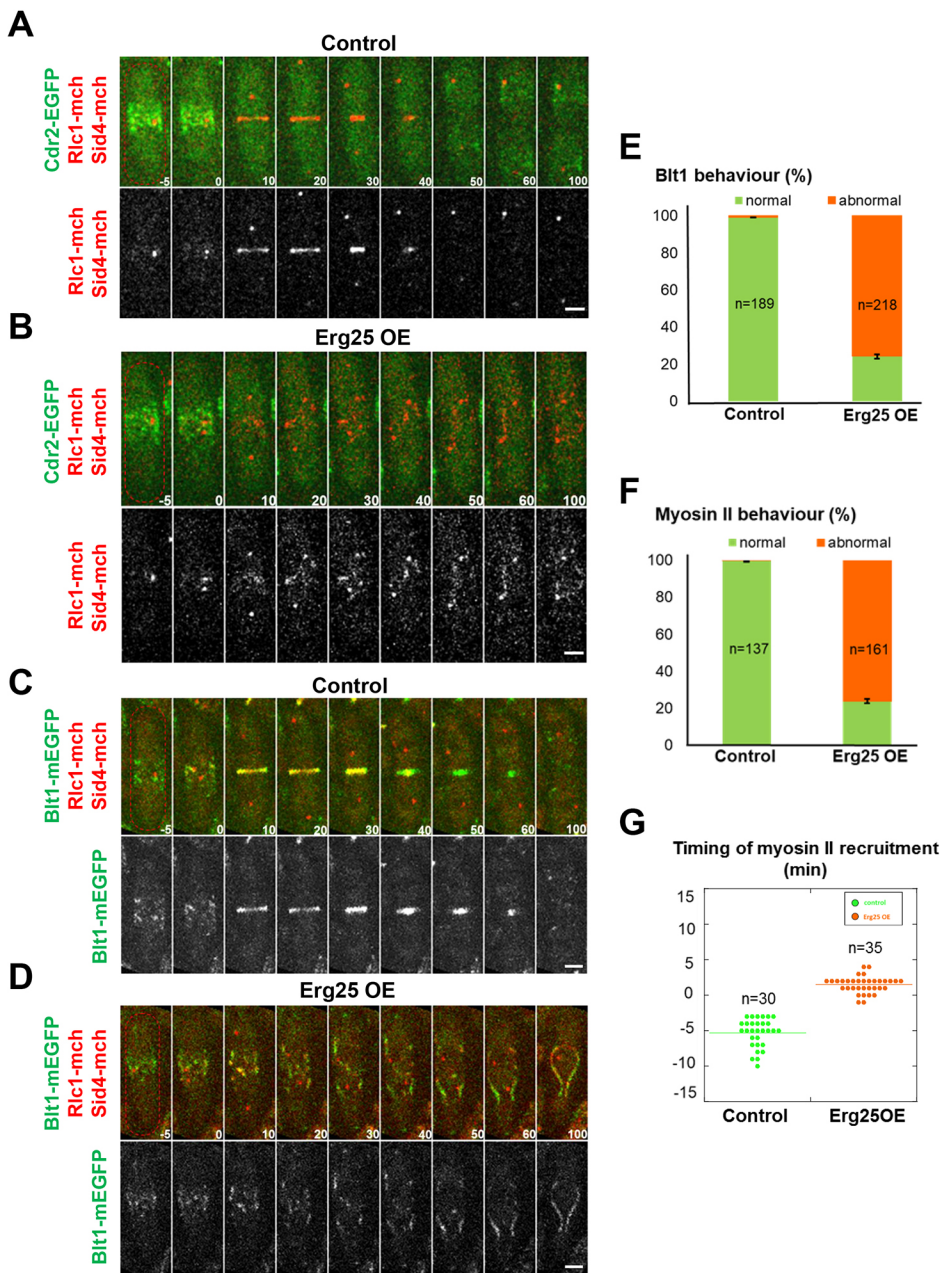 A
Control
Cdr2-EGFP
Rlc1-mch
Sid4-mch
-5 0 10 20 30 40 50 60 100
Rlc1-mch
Sid4-mch
B
Erg25 OE
Cdr2-EGFP
Rlc1-mch
Sid4-mch
-5 0 10 20 30 40 50 60 100
Rlc1-mch
Sid4-mch
C
Control
Blt1-mEGFP
Rlc1-mch
Sid4-mch
-5 0 10 20 30 40 50 60 100
Blt1-mEGFP
D
Erg25 OE
Blt1-mEGFP
Rlc1-mch
Sid4-mch
-5 0 10 20 30 40 50 60 100
Blt1-mEGFP
E
Blt1 behaviour (%)
normal abnormal
100
80
60
40
20
0
n=189 n=218
Control Erg25 OE
F
Myosin II behaviour (%)
normal abnormal
100
80
60
40
20
0
n=137 n=161
Control Erg25 OE
G
Timing of myosin II recruitment
(min)
15
10
5
0
-5
-10
-15
control
Erg25 OE
n=35
n=30
Control Erg25OE